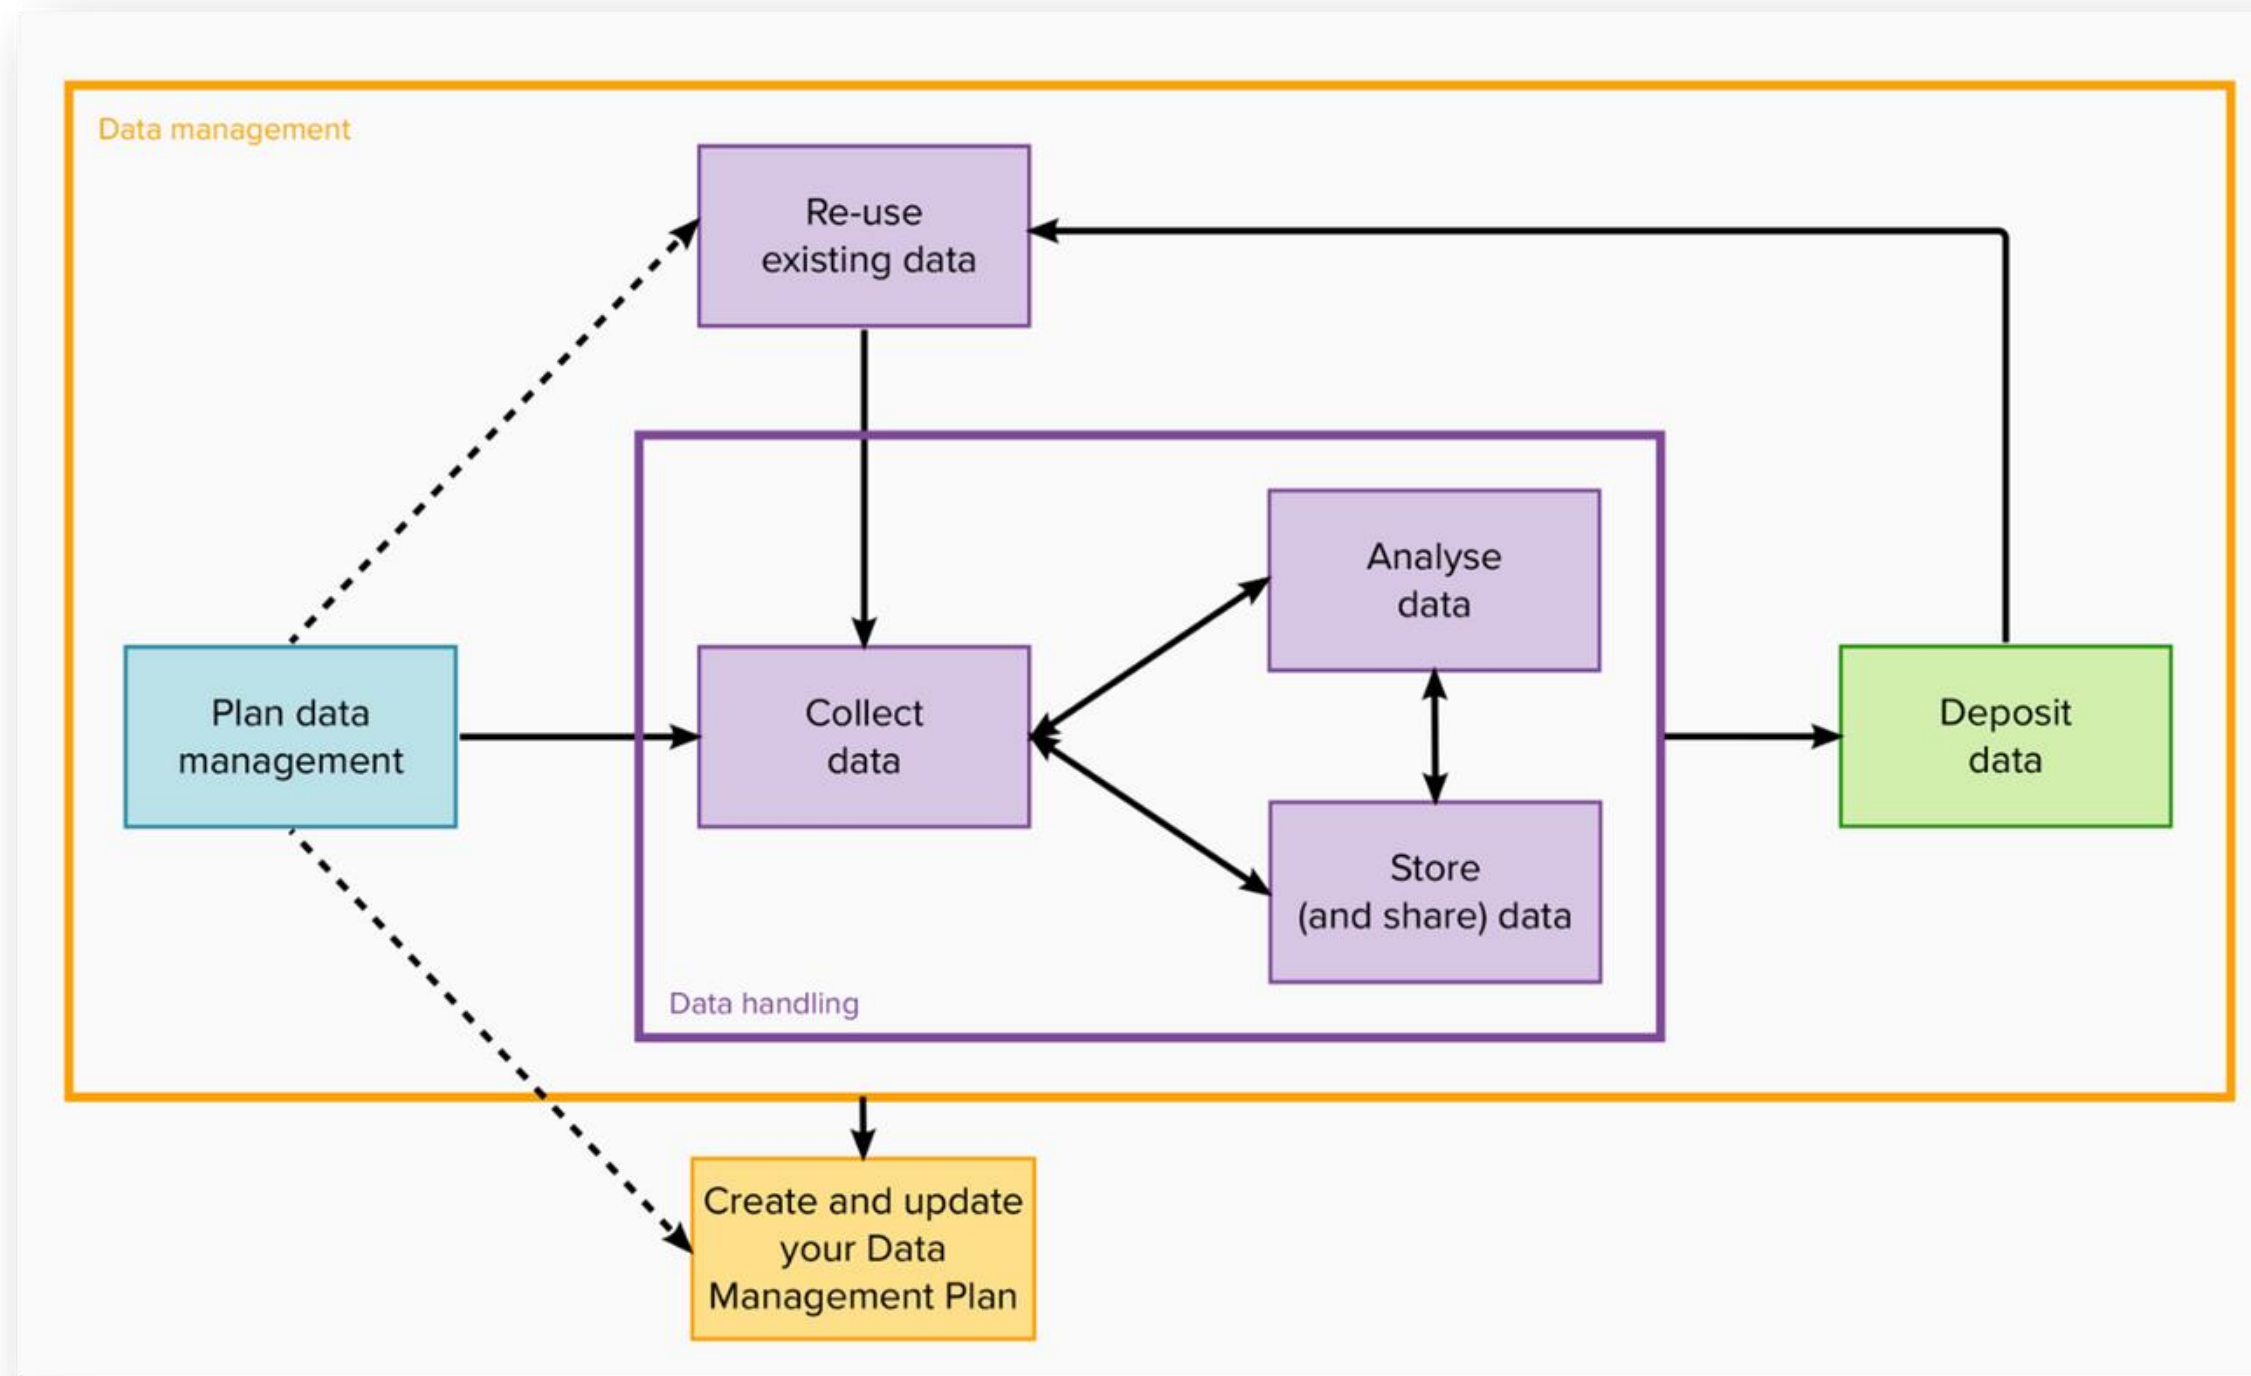 Data management
Re-use
existing data
Analyse
data
Plan data
management
Collect
data
Deposit
data
Store
(and share) data
Data handling
Create and update
your Data
Management Plan